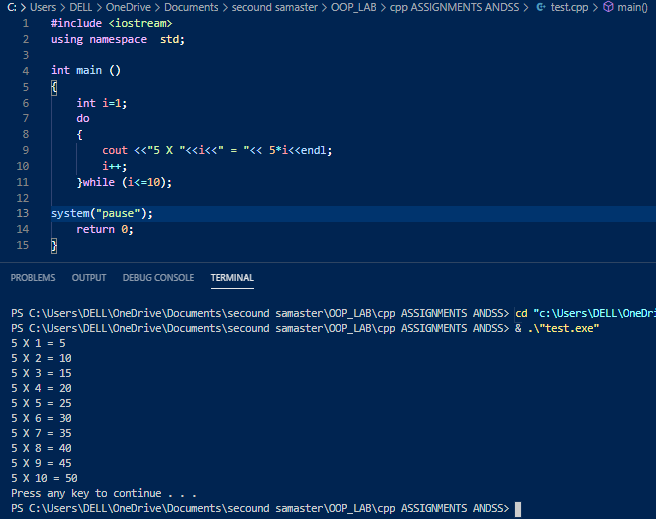 C: > Users > DELL > OneDrive > Documents > secound samaster > OOP_LAB > cpp ASSIGNMENTS ANDSS > test.cpp > main()
1 #include <iostream>
2 using namespace  std;
3
4 int main ()
5 {
6     int i=1;
7     do
8     {
9         cout <<"5 X "<<i<<" = "<< 5*i<<endl;
10         i++;
11     }while (i<=10);
12
13 system("pause");
14     return 0;
15 }
PROBLEMS OUTPUT DEBUG CONSOLE TERMINAL
PS C:\Users\DELL\OneDrive\Documents\secound samaster\OOP_LAB\cpp ASSIGNMENTS ANDSS> cd "c:\Users\DELL\OneDri
PS C:\Users\DELL\OneDrive\Documents\secound samaster\OOP_LAB\cpp ASSIGNMENTS ANDSS> & .\"test.exe"
5 X 1 = 5
5 X 2 = 10
5 X 3 = 15
5 X 4 = 20
5 X 5 = 25
5 X 6 = 30
5 X 7 = 35
5 X 8 = 40
5 X 9 = 45
5 X 10 = 50
Press any key to continue . . .
PS C:\Users\DELL\OneDrive\Documents\secound samaster\OOP_LAB\cpp ASSIGNMENTS ANDSS>